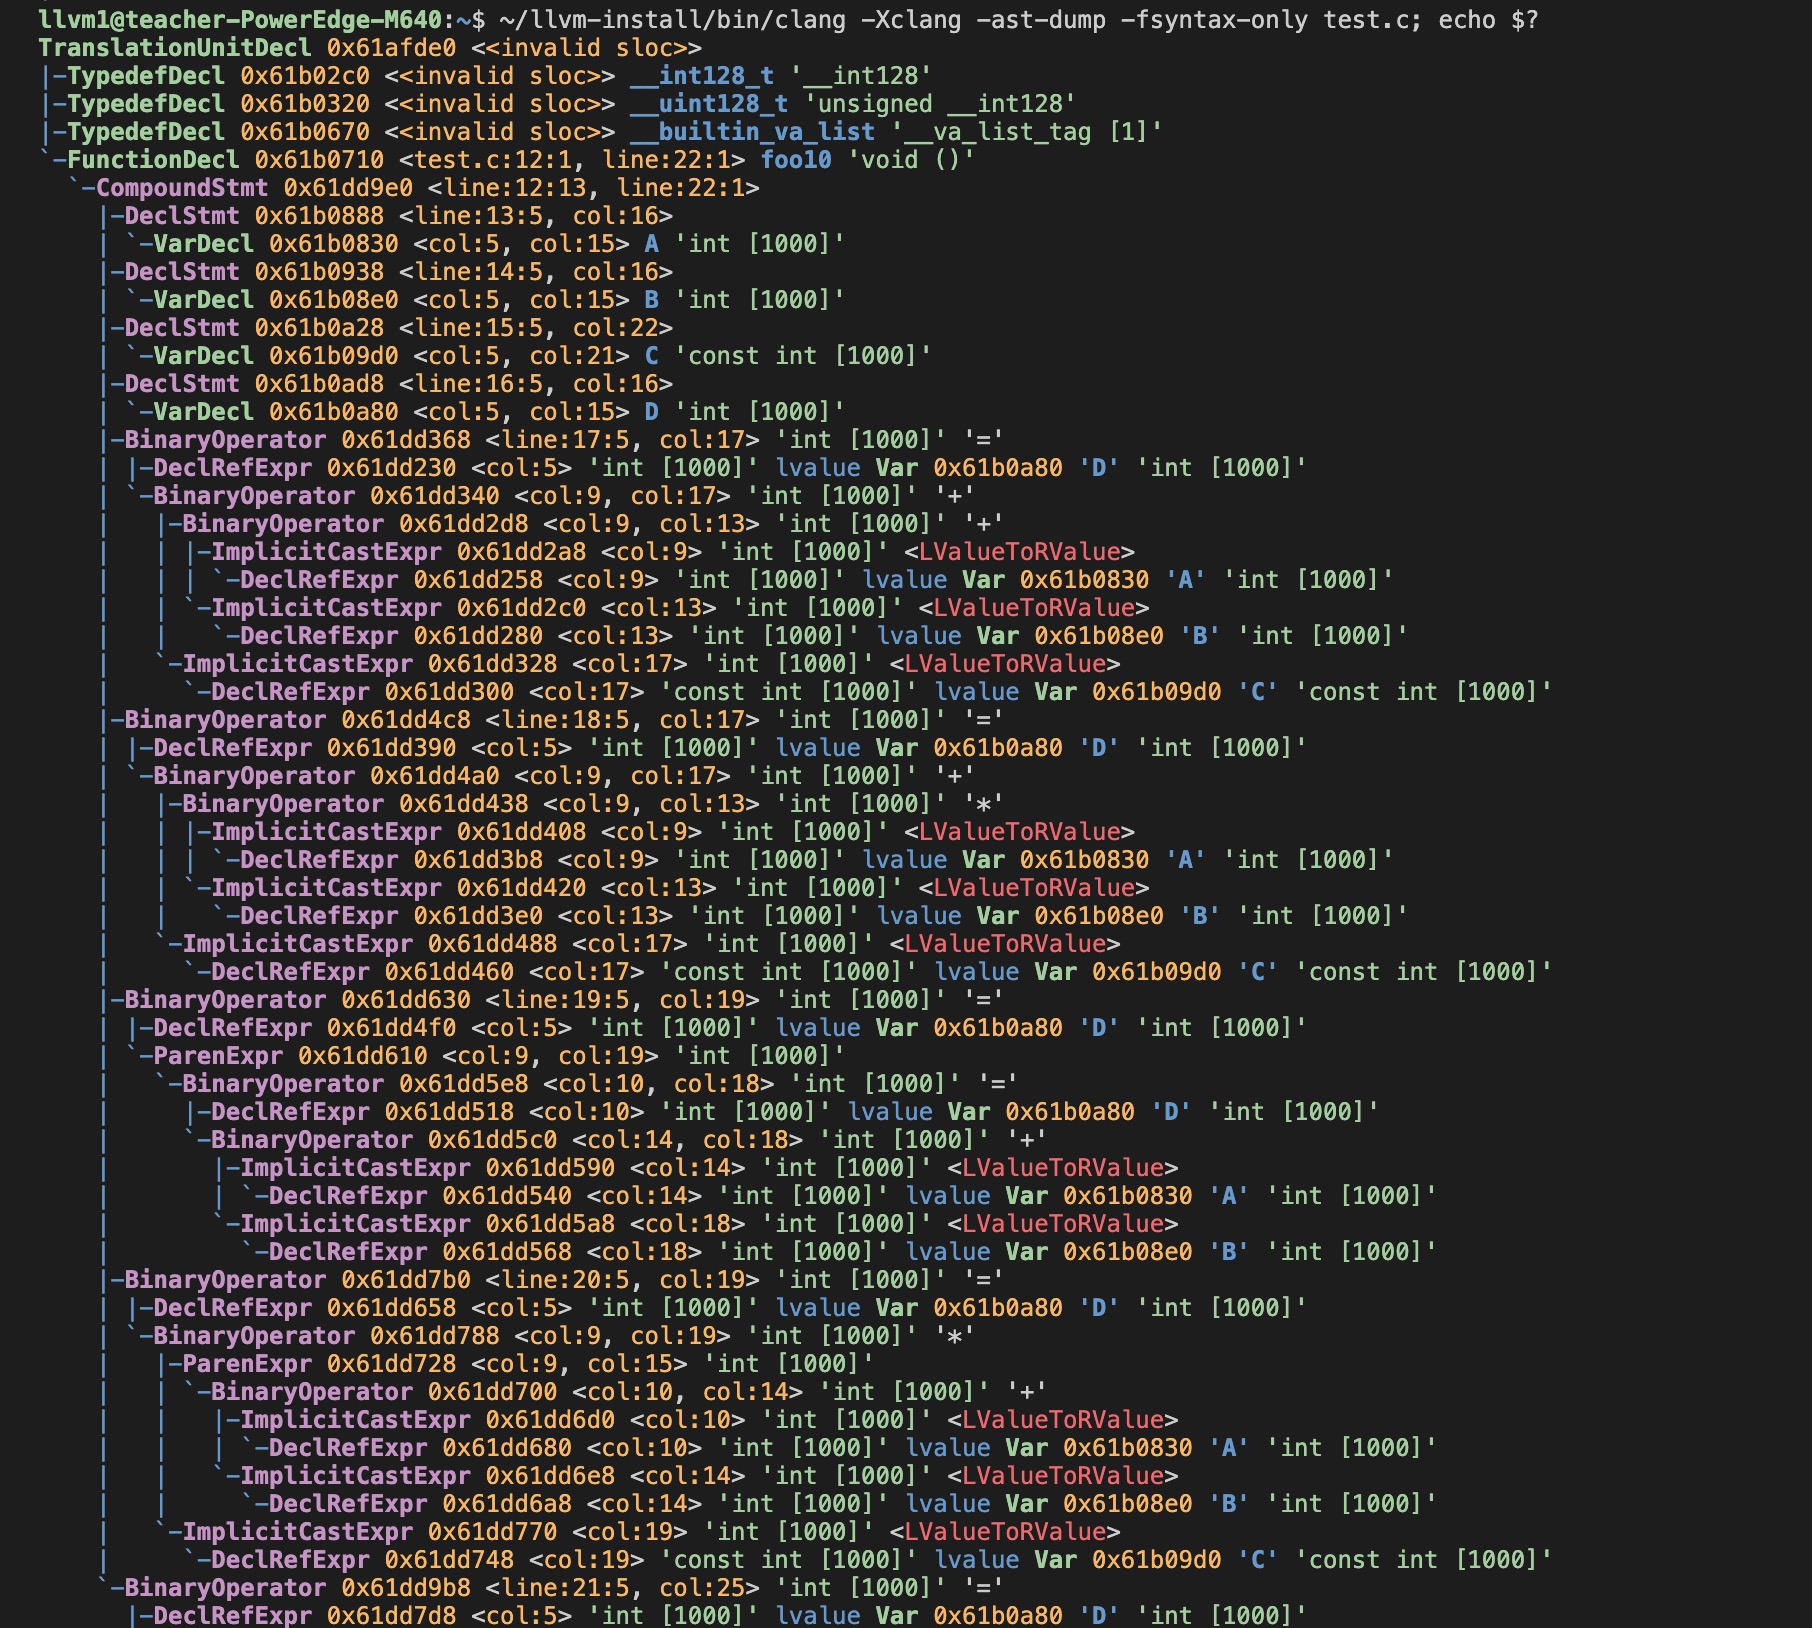 llvm1@teacher-PowerEdge-M640:~$ ~/llvm-install/bin/clang -Xclang -ast-dump -fsyntax-only test.c; echo $?
TranslationUnitDecl 0x61afde0 <<invalid sloc>>
|-TypedefDecl 0x61b02c0 <<invalid sloc>> __int128_t '__int128'
|-TypedefDecl 0x61b0320 <<invalid sloc>> __uint128_t 'unsigned __int128'
|-TypedefDecl 0x61b0670 <<invalid sloc>> __builtin_va_list '__va_list_tag [1]'
`-FunctionDecl 0x61b0710 <test.c:12:1, line:22:1> foo10 'void ()'
  `-CompoundStmt 0x61dd9e0 <line:12:13, line:22:1>
    |-DeclStmt 0x61b0888 <line:13:5, col:16>
    | `-VarDecl 0x61b0830 <col:5, col:15> A 'int [1000]'
    |-DeclStmt 0x61b0938 <line:14:5, col:16>
    | `-VarDecl 0x61b08e0 <col:5, col:15> B 'int [1000]'
    |-DeclStmt 0x61b0a28 <line:15:5, col:22>
    | `-VarDecl 0x61b09d0 <col:5, col:21> C 'const int [1000]'
    |-DeclStmt 0x61b0ad8 <line:16:5, col:16>
    | `-VarDecl 0x61b0a80 <col:5, col:15> D 'int [1000]'
    |-BinaryOperator 0x61dd368 <line:17:5, col:17> 'int [1000]' '='
    | |-DeclRefExpr 0x61dd230 <col:5> 'int [1000]' lvalue Var 0x61b0a80 'D' 'int [1000]'
    | `-BinaryOperator 0x61dd340 <col:9, col:17> 'int [1000]' '+'
    |   |-BinaryOperator 0x61dd2d8 <col:9, col:13> 'int [1000]' '+'
    |   | |-ImplicitCastExpr 0x61dd2a8 <col:9> 'int [1000]' <LValueToRValue>
    |   | | `-DeclRefExpr 0x61dd258 <col:9> 'int [1000]' lvalue Var 0x61b0830 'A' 'int [1000]'
    |   | `-ImplicitCastExpr 0x61dd2c0 <col:13> 'int [1000]' <LValueToRValue>
    |   |   `-DeclRefExpr 0x61dd280 <col:13> 'int [1000]' lvalue Var 0x61b08e0 'B' 'int [1000]'
    |   `-ImplicitCastExpr 0x61dd328 <col:17> 'int [1000]' <LValueToRValue>
    |     `-DeclRefExpr 0x61dd300 <col:17> 'const int [1000]' lvalue Var 0x61b09d0 'C' 'const int [1000]'
    |-BinaryOperator 0x61dd4c8 <line:18:5, col:17> 'int [1000]' '='
    | |-DeclRefExpr 0x61dd390 <col:5> 'int [1000]' lvalue Var 0x61b0a80 'D' 'int [1000]'
    | `-BinaryOperator 0x61dd4a0 <col:9, col:17> 'int [1000]' '+'
    |   |-BinaryOperator 0x61dd438 <col:9, col:13> 'int [1000]' '*'
    |   | |-ImplicitCastExpr 0x61dd408 <col:9> 'int [1000]' <LValueToRValue>
    |   | | `-DeclRefExpr 0x61dd3b8 <col:9> 'int [1000]' lvalue Var 0x61b0830 'A' 'int [1000]'
    |   | `-ImplicitCastExpr 0x61dd420 <col:13> 'int [1000]' <LValueToRValue>
    |   |   `-DeclRefExpr 0x61dd3e0 <col:13> 'int [1000]' lvalue Var 0x61b08e0 'B' 'int [1000]'
    |   `-ImplicitCastExpr 0x61dd488 <col:17> 'int [1000]' <LValueToRValue>
    |     `-DeclRefExpr 0x61dd460 <col:17> 'const int [1000]' lvalue Var 0x61b09d0 'C' 'const int [1000]'
    |-BinaryOperator 0x61dd630 <line:19:5, col:19> 'int [1000]' '='
    | |-DeclRefExpr 0x61dd4f0 <col:5> 'int [1000]' lvalue Var 0x61b0a80 'D' 'int [1000]'
    | `-ParenExpr 0x61dd610 <col:9, col:19> 'int [1000]'
    |   `-BinaryOperator 0x61dd5e8 <col:10, col:18> 'int [1000]' '='
    |     |-DeclRefExpr 0x61dd518 <col:10> 'int [1000]' lvalue Var 0x61b0a80 'D' 'int [1000]'
    |     `-BinaryOperator 0x61dd5c0 <col:14, col:18> 'int [1000]' '+'
    |       |-ImplicitCastExpr 0x61dd590 <col:14> 'int [1000]' <LValueToRValue>
    |       | `-DeclRefExpr 0x61dd540 <col:14> 'int [1000]' lvalue Var 0x61b0830 'A' 'int [1000]'
    |       `-ImplicitCastExpr 0x61dd5a8 <col:18> 'int [1000]' <LValueToRValue>
    |         `-DeclRefExpr 0x61dd568 <col:18> 'int [1000]' lvalue Var 0x61b08e0 'B' 'int [1000]'
    |-BinaryOperator 0x61dd7b0 <line:20:5, col:19> 'int [1000]' '='
    | |-DeclRefExpr 0x61dd658 <col:5> 'int [1000]' lvalue Var 0x61b0a80 'D' 'int [1000]'
    | `-BinaryOperator 0x61dd788 <col:9, col:19> 'int [1000]' '*'
    |   |-ParenExpr 0x61dd728 <col:9, col:15> 'int [1000]'
    |   | `-BinaryOperator 0x61dd700 <col:10, col:14> 'int [1000]' '+'
    |   |   |-ImplicitCastExpr 0x61dd6d0 <col:10> 'int [1000]' <LValueToRValue>
    |   |   | `-DeclRefExpr 0x61dd680 <col:10> 'int [1000]' lvalue Var 0x61b0830 'A' 'int [1000]'
    |   |   `-ImplicitCastExpr 0x61dd6e8 <col:14> 'int [1000]' <LValueToRValue>
    |   |     `-DeclRefExpr 0x61dd6a8 <col:14> 'int [1000]' lvalue Var 0x61b08e0 'B' 'int [1000]'
    |   `-ImplicitCastExpr 0x61dd770 <col:19> 'int [1000]' <LValueToRValue>
    |     `-DeclRefExpr 0x61dd748 <col:19> 'const int [1000]' lvalue Var 0x61b09d0 'C' 'const int [1000]'
    `-BinaryOperator 0x61dd9b8 <line:21:5, col:25> 'int [1000]' '='
      |-DeclRefExpr 0x61dd7d8 <col:5> 'int [1000]' lvalue Var 0x61b0a80 'D' 'int [1000]'